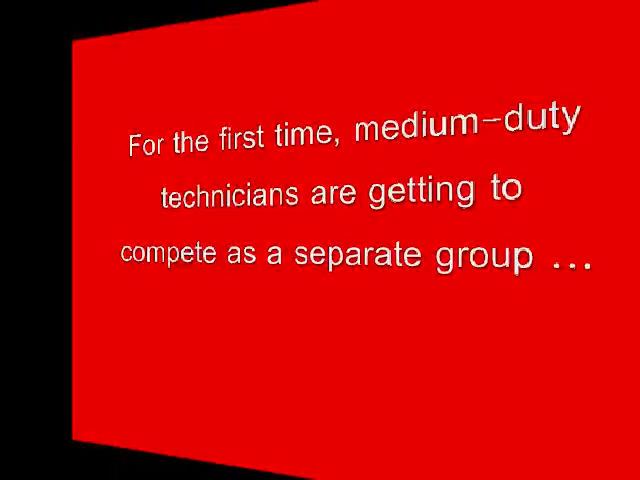 For the first time, medium-duty
technicians are getting to
compete as a separate group ...